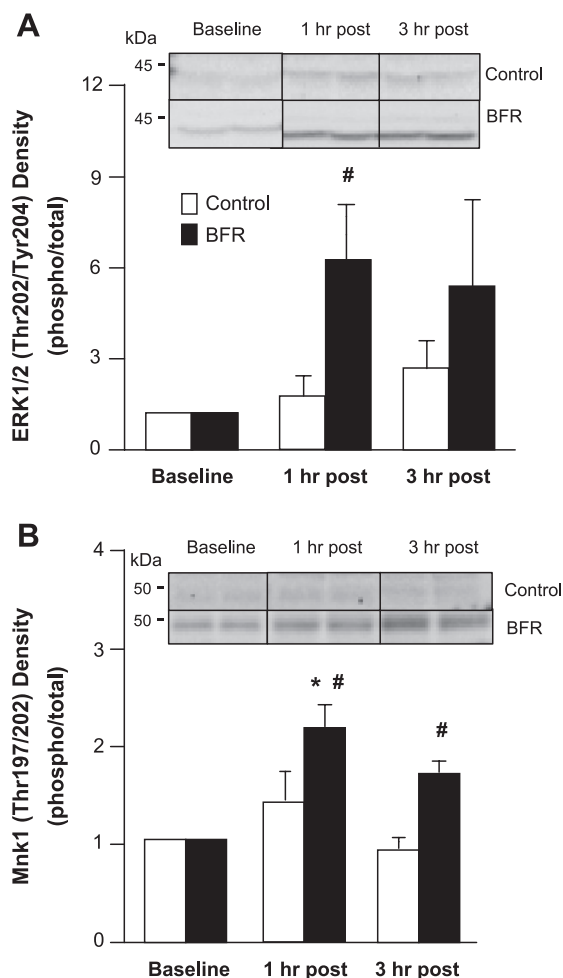 A
kDa
Baseline
1 hr post
3 hr post
45
Control
45
BFR
12
9
6
3
0
ERK1/2 (Thr202/Tyr204) Density
(phospho/total)
#
Control
BFR
Baseline
1 hr post
3 hr post
B
kDa
Baseline
1 hr post
3 hr post
50
Control
50
BFR
4
3
2
1
0
Mnk1 (Thr197/202) Density
(phospho/total)
* #
#
Baseline
1 hr post
3 hr post